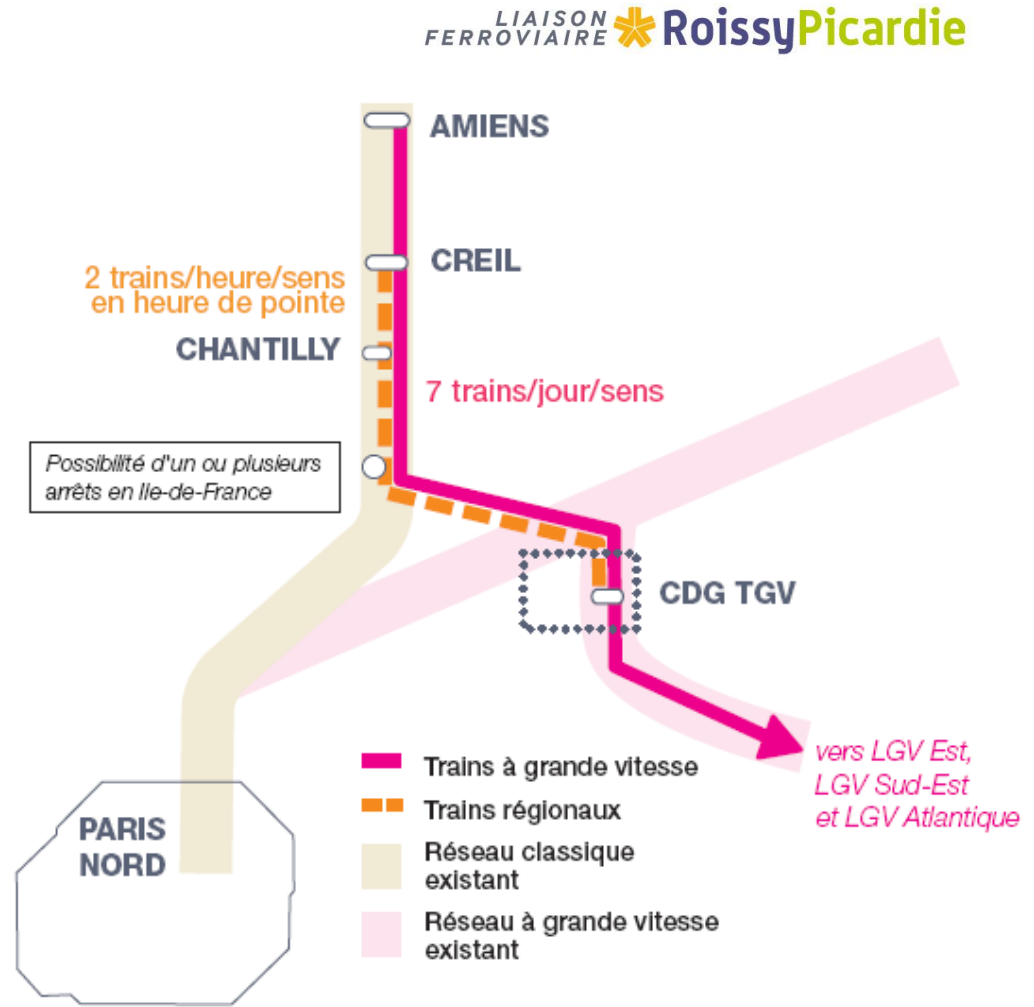 LIAISON
FERROVIAIRE
RoissyPicardie
AMIENS
CREIL
2 trains/heure/sens
en heure de pointe
CHANTILLY
7 trains/jour/sens
Possibilité d'un ou plusieurs
arrêts en Ile-de-France
CDG TGV
vers LGV Est,
LGV Sud-Est
et LGV Atlantique
PARIS
NORD
Trains à grande vitesse
Trains régionaux
Réseau classique
existant
Réseau à grande vitesse
existant